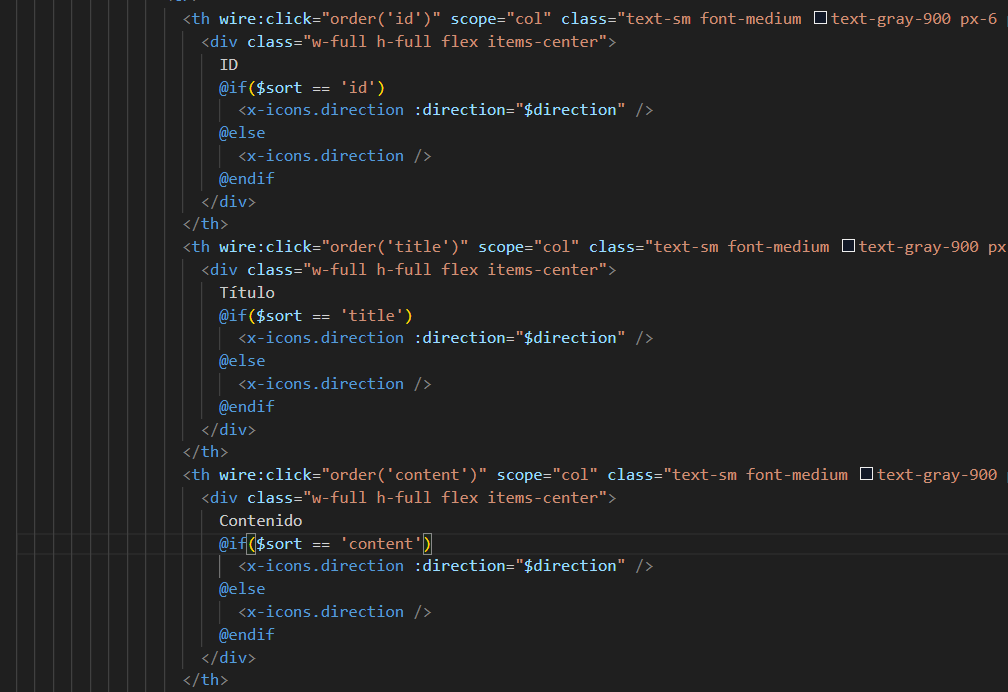 <th wire:click="order('id')" scope="col" class="text-sm font-medium text-gray-900 px-6
<div class="w-full h-full flex items-center">
ID
@if($sort == 'id')
<x-icons.direction :direction="$direction" />
@else
<x-icons.direction />
@endif
</div>
</th>
<th wire:click="order('title')" scope="col" class="text-sm font-medium text-gray-900 px
<div class="w-full h-full flex items-center">
Título
@if($sort == 'title')
<x-icons.direction :direction="$direction" />
@else
<x-icons.direction />
@endif
</div>
</th>
<th wire:click="order('content')" scope="col" class="text-sm font-medium text-gray-900
<div class="w-full h-full flex items-center">
Contenido
@if($sort == 'content')
<x-icons.direction :direction="$direction" />
@else
<x-icons.direction />
@endif
</div>
</th>